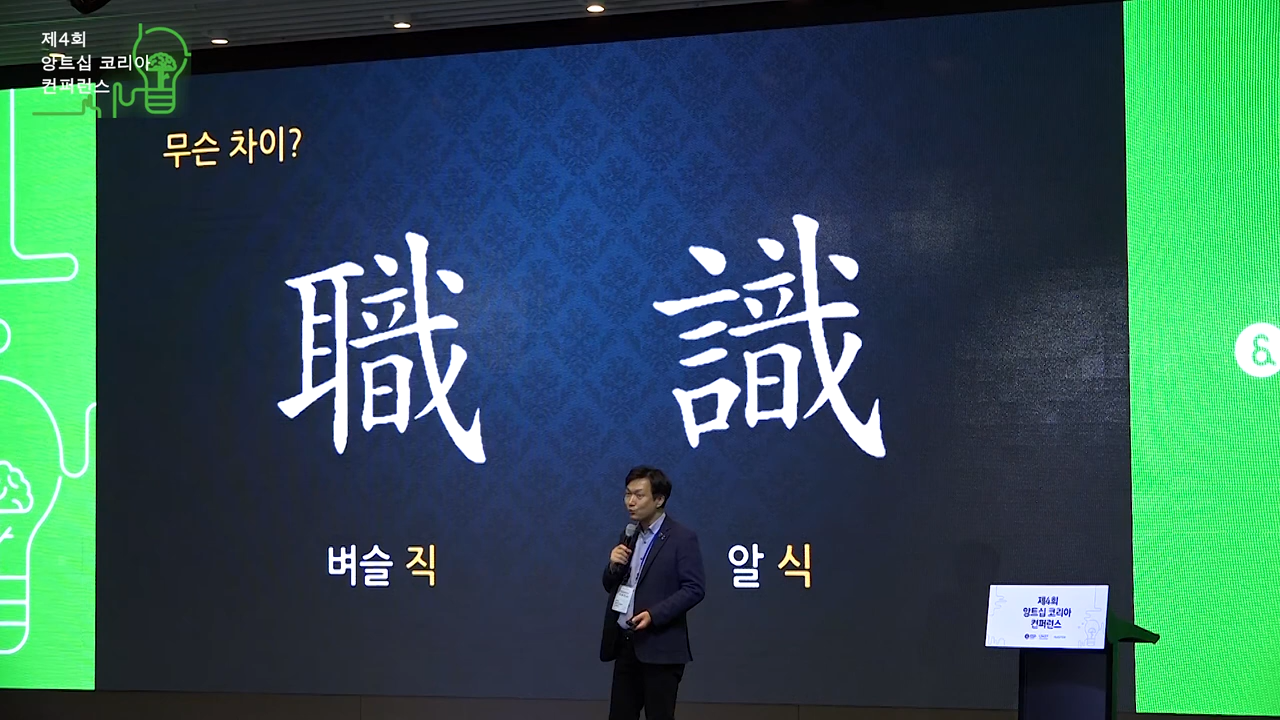 제4회
앙트십 코리아
컨퍼런스
무슨 차이?
職 識
벼슬 직 알 식
&
제4회
앙트십 코리아
컨퍼런스